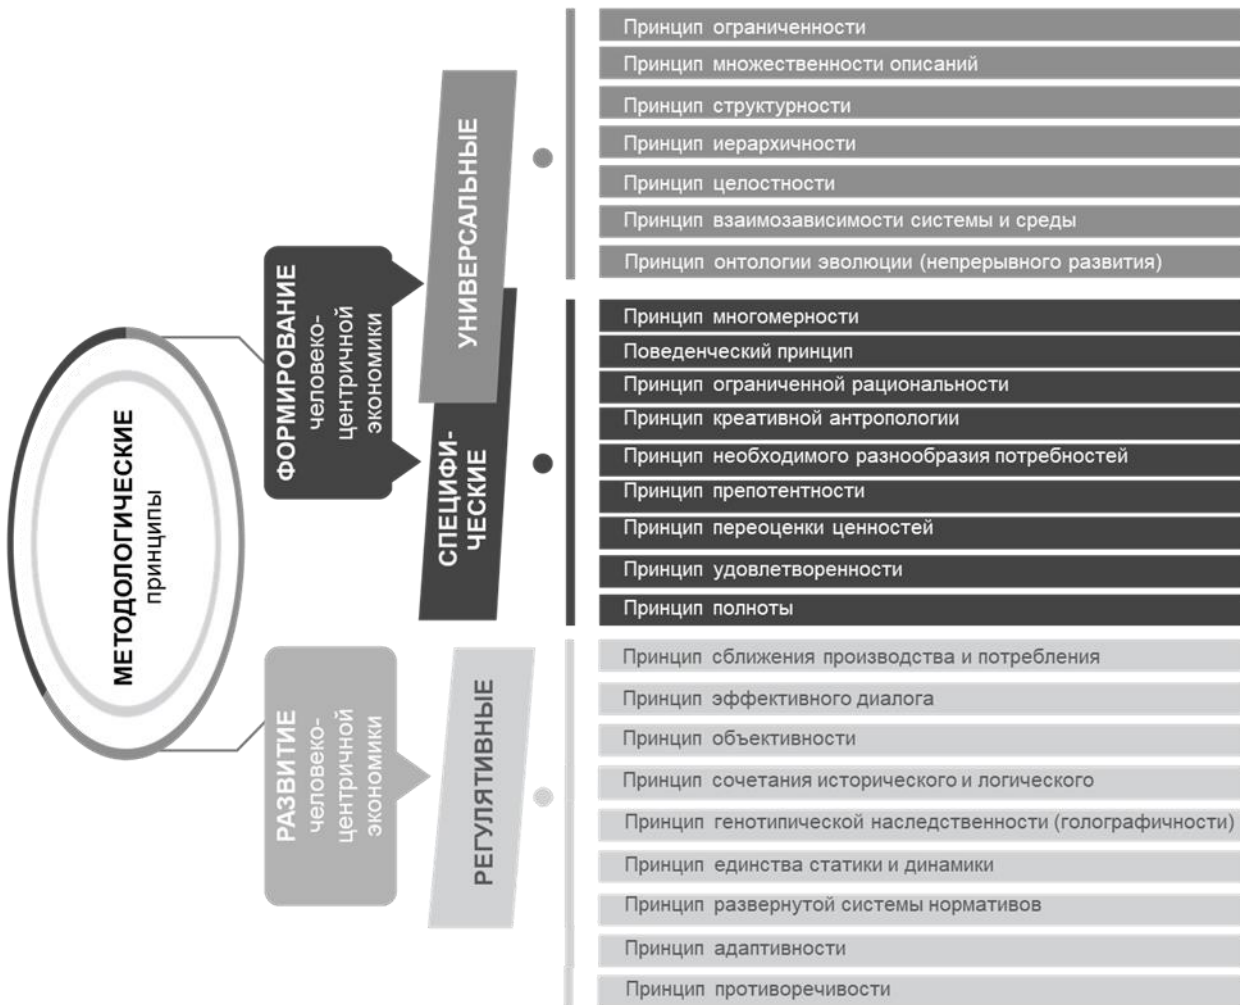 МЕТОДОЛОГИЧЕСКИЕ
принципы
ФОРМИРОВАНИЕ
человеко-
центричной
экономики
УНИВЕРСАЛЬНЫЕ
Принцип ограниченности
Принцип множественности описаний
Принцип структурности
Принцип иерархичности
Принцип целостности
Принцип взаимозависимости системы и среды
Принцип онтологии эволюции (непрерывного развития)
СПЕЦИФИ-
ЧЕСКИЕ
Принцип многомерности
Поведенческий принцип
Принцип ограниченной рациональности
Принцип креативной антропологии
Принцип необходимого разнообразия потребностей
Принцип препотентности
Принцип переоценки ценностей
Принцип удовлетворенности
Принцип полноты
РАЗВИТИЕ
человеко-
центричной
экономики
РЕГУЛЯТИВНЫЕ
Принцип сближения производства и потребления
Принцип эффективного диалога
Принцип объективности
Принцип сочетания исторического и логического
Принцип генотипической наследственности (голографичности)
Принцип единства статики и динамики
Принцип развернутой системы нормативов
Принцип адаптивности
Принцип противоречивости